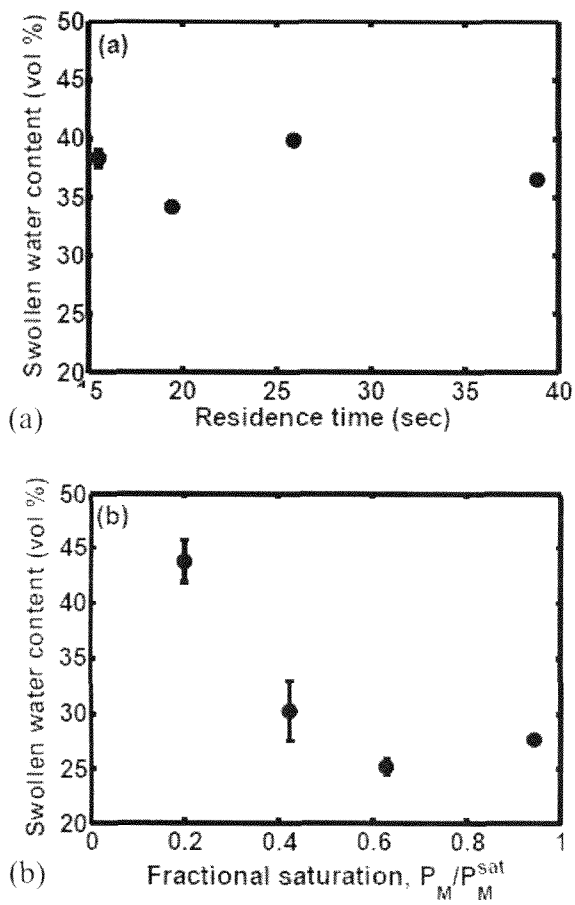 50
(a)
45
40
35
30
25
20
15 20 25 30 35 40
Swollen water content (vol %)
Residence time (sec)
(a)
50
(b)
45
40
35
30
25
20
0 0.2 0.4 0.6 0.8 1
Swollen water content (vol %)
Fractional saturation, P_M/P_M^sat
(b)